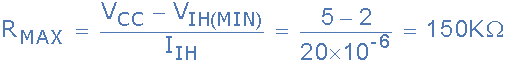 R_MAX = (V_CC – V_IH(MIN)) / I_IH = (5 – 2) / (20×10^-6) = 150KΩ